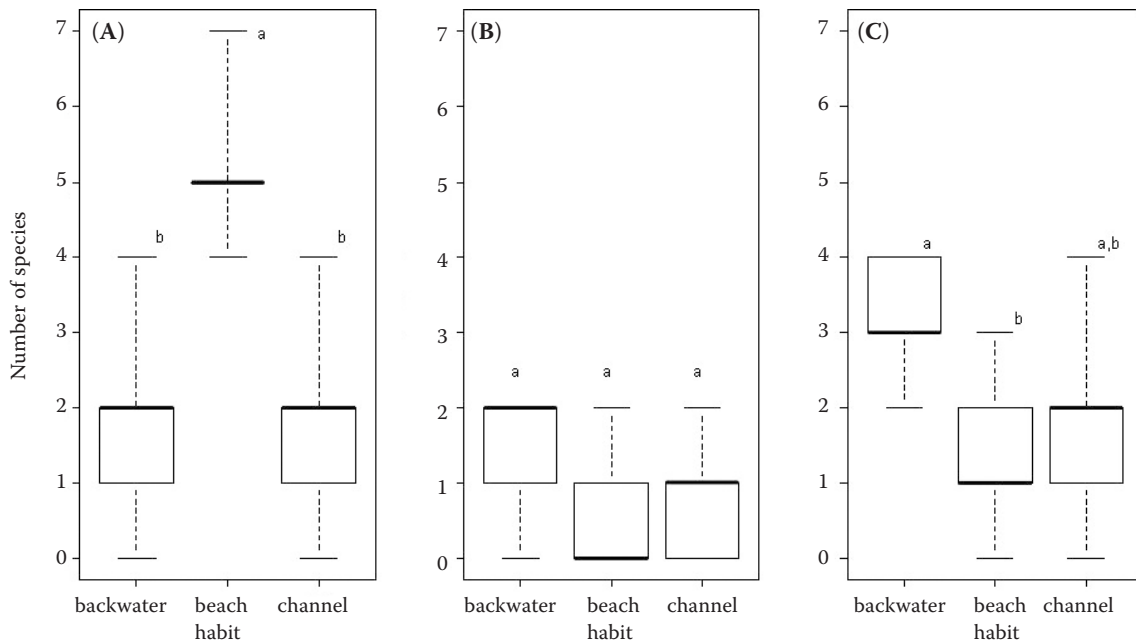 Number of species
(A)
7
6
5
4
3
2
1
0
a
b
b
backwater
beach
channel
habit
(B)
7
6
5
4
3
2
1
0
a
a
a
backwater
beach
channel
habit
(C)
7
6
5
4
3
2
1
0
a
b
a,b
backwater
beach
channel
habit